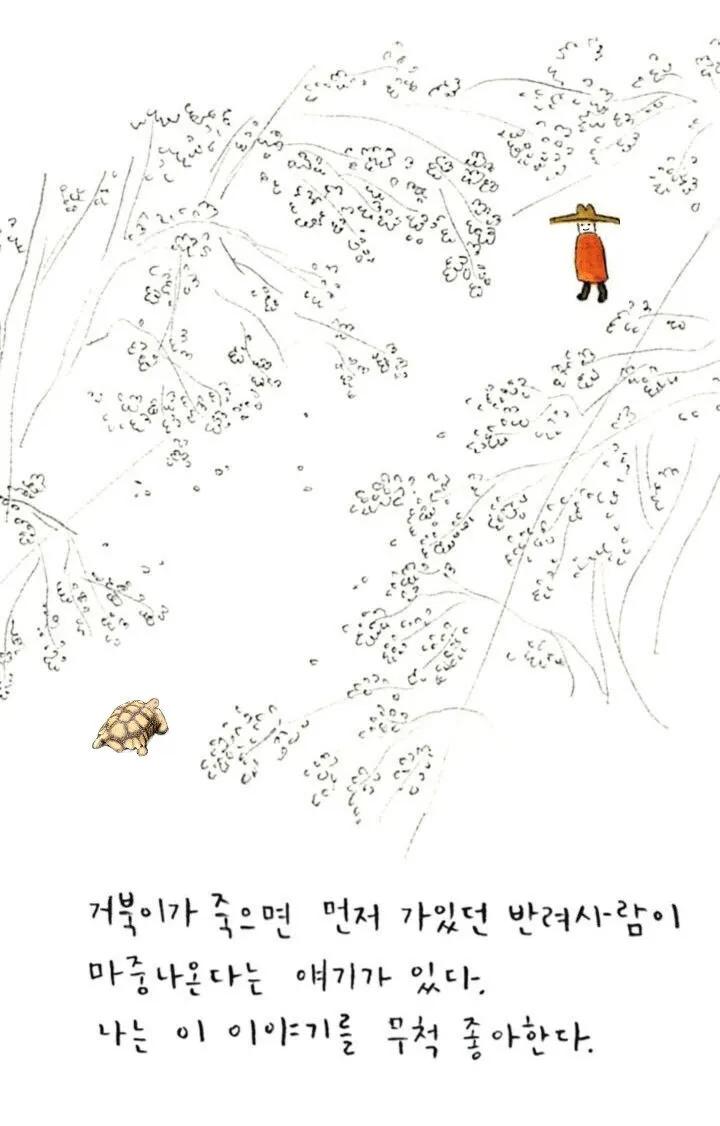 거북이가 죽으면 먼저 가있던 반려사람이
마중나온다는 얘기가 있다.
나는 이 이야기를 무척 좋아한다.